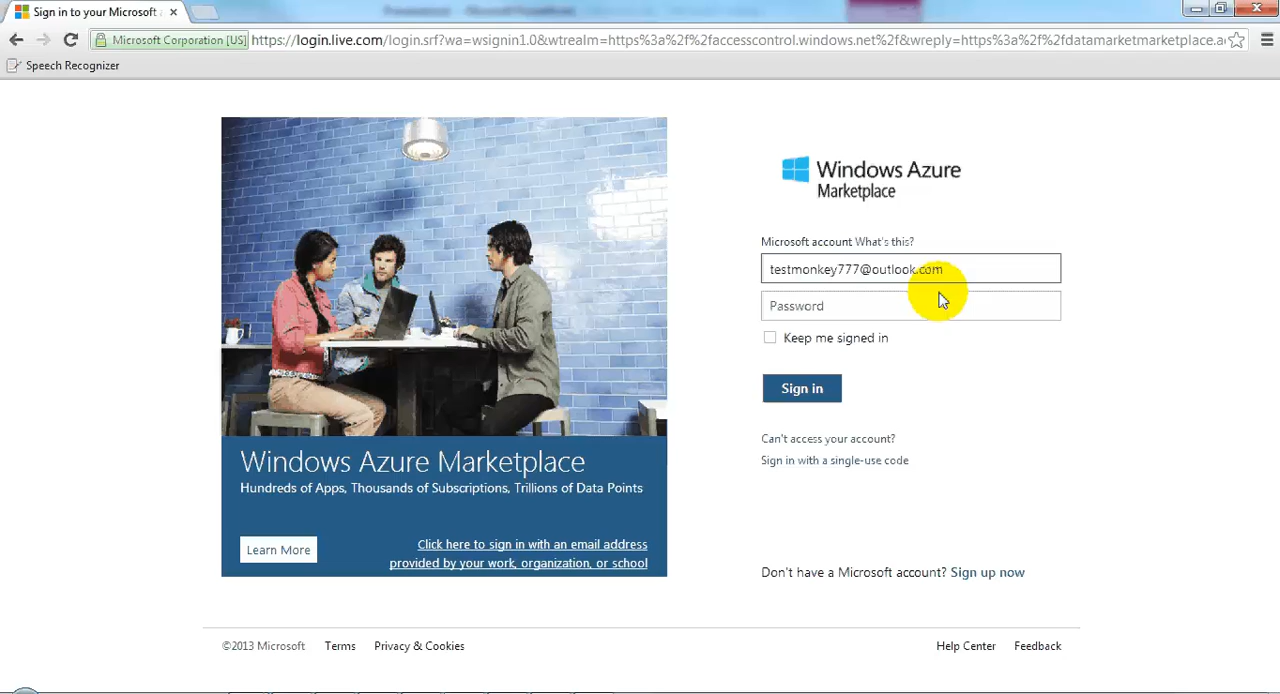 Sign in to your Microsoft
Microsoft Corporation [US]
https://login.live.com/login.srf?wa=wsignin1.0&wtrealm=https%3a%2f%2faccesscontrol.windows.net%2f&wreply=https%3a%2f%2fdatamarketmarketplace.a
Speech Recognizer
Windows Azure
Marketplace
Microsoft account What's this?
testmonkey777@outlook.com
Password
Keep me signed in
Sign in
Can't access your account?
Sign in with a single-use code
Windows Azure Marketplace
Hundreds of Apps, Thousands of Subscriptions, Trillions of Data Points
Learn More
Click here to sign in with an email address
provided by your work, organization, or school
Don't have a Microsoft account? Sign up now
©2013 Microsoft
Terms
Privacy & Cookies
Help Center
Feedback